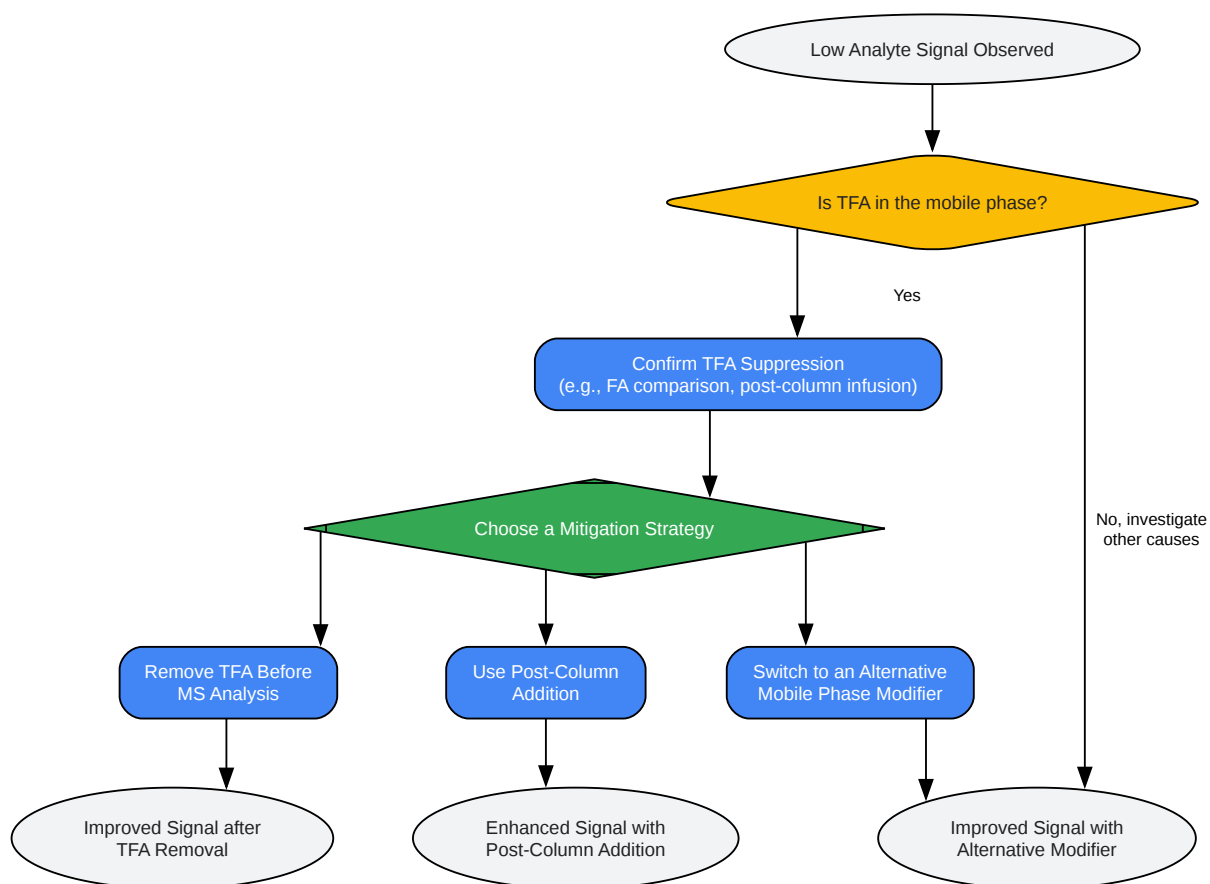 Low Analyte Signal Observed
Is TFA in the mobile phase?
Yes
Confirm TFA Suppression
(e.g., FA comparison, post-column infusion)
No, investigate
other causes
Choose a Mitigation Strategy
Remove TFA Before
MS Analysis
Use Post-Column
Addition
Switch to an Alternative
Mobile Phase Modifier
Improved Signal after
TFA Removal
Enhanced Signal with
Post-Column Addition
Improved Signal with
Alternative Modifier